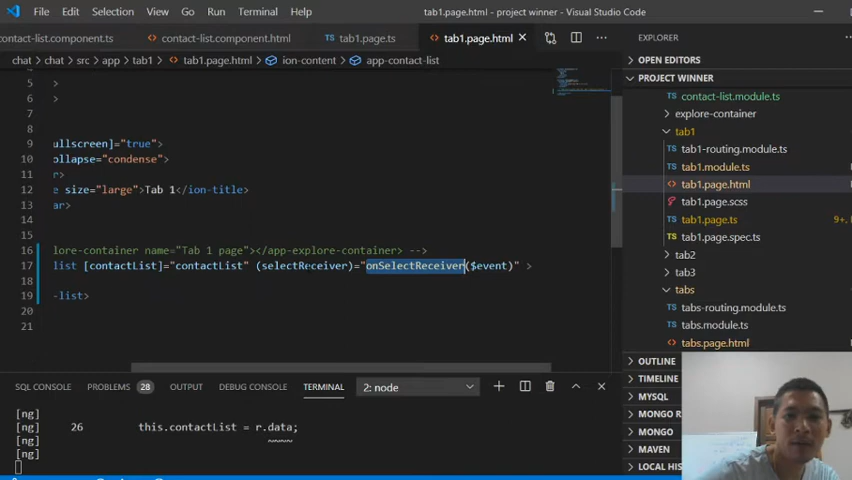 File Edit Selection View Go Run Terminal Help tab1.page.html - project winner - Visual Studio Code
contact-list.component.ts contact-list.component.html tab1.page.ts tab1.page.html
chat > chat > src > app > tab1 > tab1.page.html > ion-content > app-contact-list
5 >
6 >
7
8
9 ullscreen]="true">
10 ollapse="condense">
11 r>
12 e size="large">Tab 1</ion-title>
13 ar>
14
15
16 lore-container name="Tab 1 page"></app-explore-container> -->
17 list [contactList]="contactList" (selectReceiver)="onSelectReceiver($event)" >
18
19 -list>
20
21
EXPLORER
OPEN EDITORS
PROJECT WINNER
contact-list.module.ts
explore-container
tab1
tab1-routing.module.ts
tab1.module.ts
tab1.page.html
tab1.page.scss
tab1.page.ts 9+,
tab1.page.spec.ts
tab2
tab3
tabs
tabs-routing.module.ts
tabs.module.ts
tabs.page.html
OUTLINE
TIMELINE
MYSQL
MONGO R
MONGO
MAVEN
LOCAL HIS
SQL CONSOLE PROBLEMS 28 OUTPUT DEBUG CONSOLE TERMINAL 2: node
[ng]
[ng] 26 this.contactList = r.data;
[ng] ~~~~
[ng]